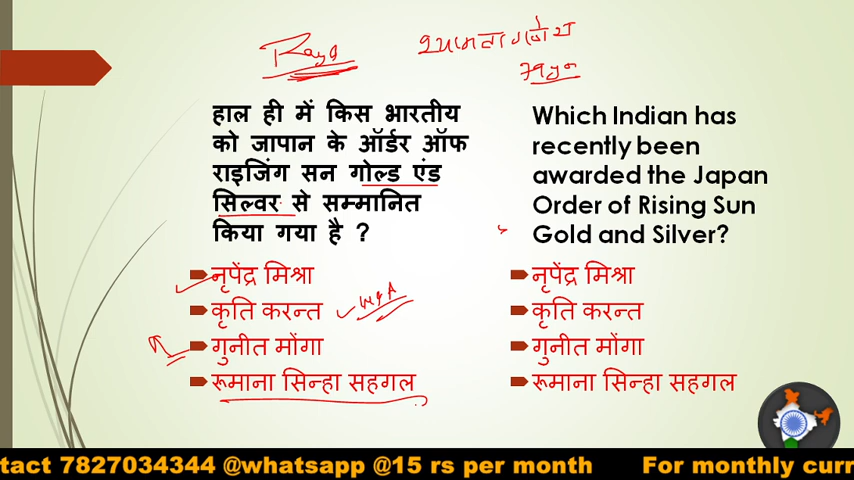 हाल ही में किस भारतीय
को जापान के ऑर्डर ऑफ
राइजिंग सन गोल्ड एंड
सिल्वर से सम्मानित
किया गया है ?
नृपेंद्र मिश्रा
कृति करन्त
गुनीत मोंगा
रूमाना सिन्हा सहगल
Which Indian has
recently been
awarded the Japan
Order of Rising Sun
Gold and Silver?
नृपेंद्र मिश्रा
कृति करन्त
गुनीत मोंगा
रूमाना सिन्हा सहगल
tact 7827034344 @whatsapp @15 rs per month For monthly curr